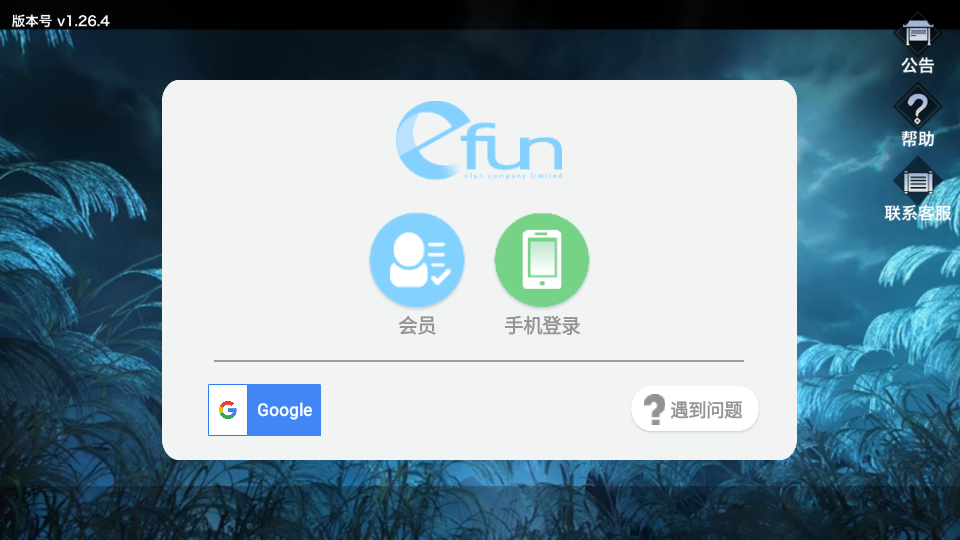 版本号 v1.26.4
公告
帮助
联系客服
efun
efun company limited
会员
手机登录
Google
遇到问题